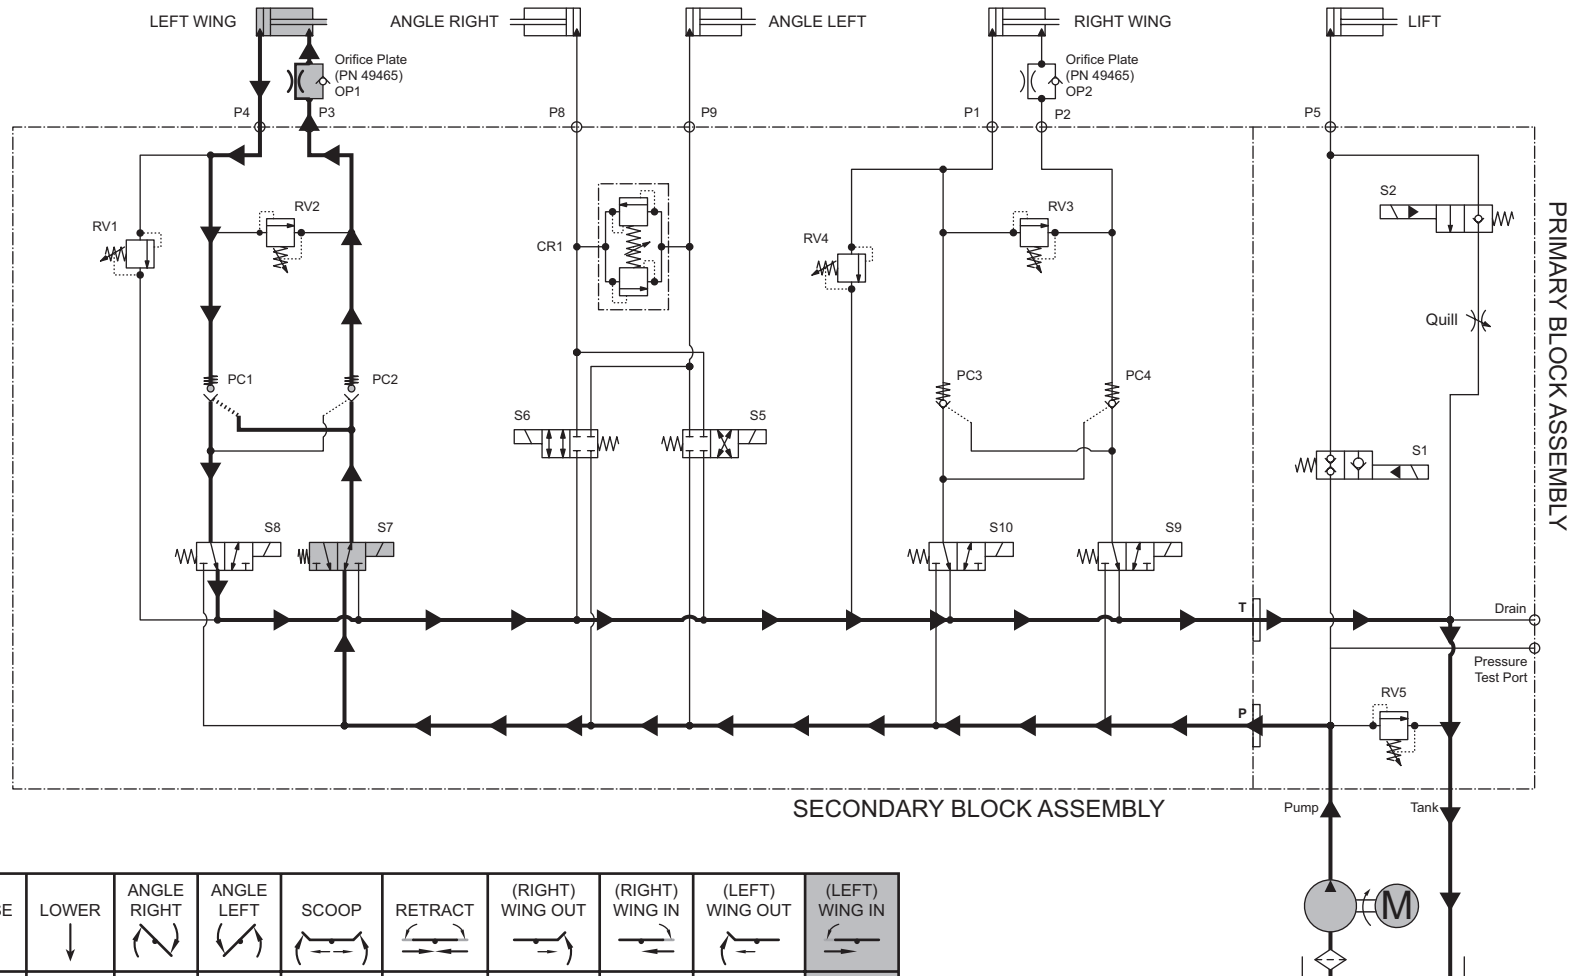 LEFT WING
ANGLE RIGHT
ANGLE LEFT
RIGHT WING
LIFT
Orifice Plate
(PN 49465)
OP1
Orifice Plate
(PN 49465)
OP2
P4
P3
P8
P9
P1
P2
P5
S2
RV1
RV2
CR1
RV4
RV3
Quill
PC1
PC2
PC3
PC4
S6
S5
S1
S8
S7
S10
S9
T
Drain
Pressure
Test Port
P
RV5
PRIMARY BLOCK ASSEMBLY
SECONDARY BLOCK ASSEMBLY
Pump
Tank
M
LOWER
ANGLE
RIGHT
ANGLE
LEFT
SCOOP
RETRACT
(RIGHT)
WING OUT
(RIGHT)
WING IN
(LEFT)
WING OUT
(LEFT)
WING IN